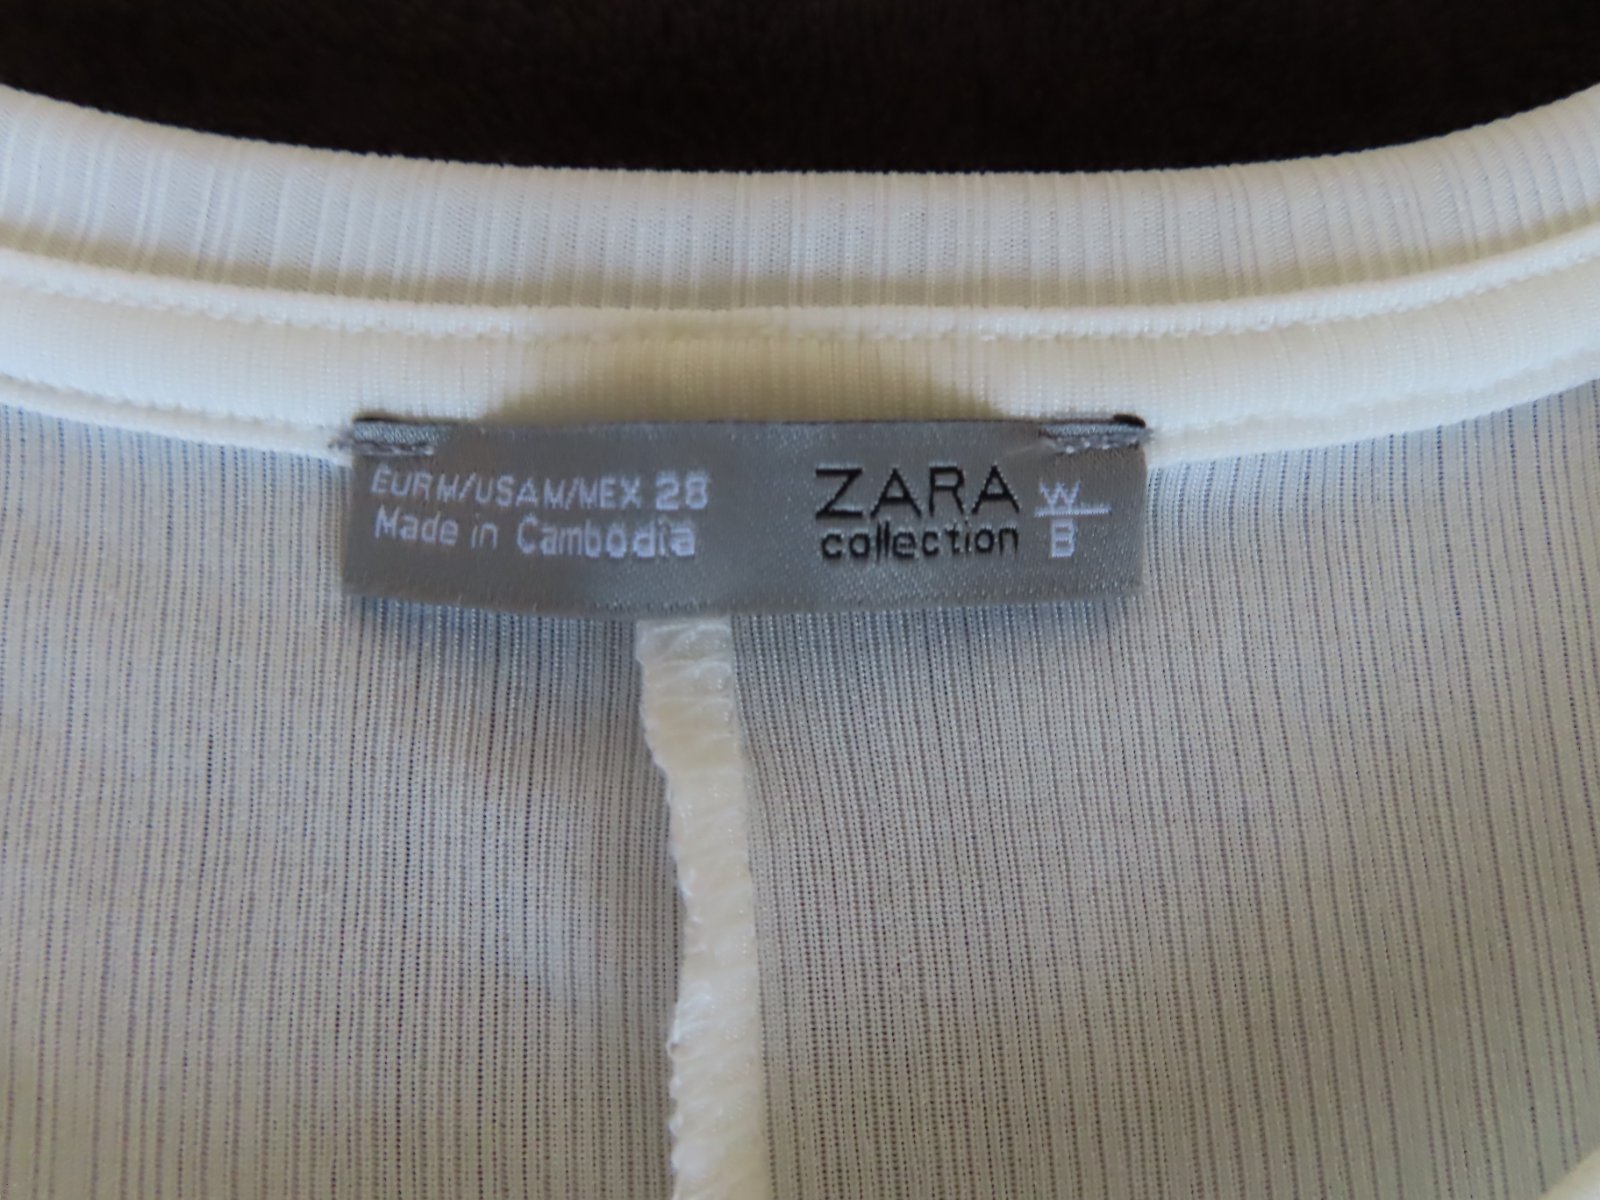 EUR M/USA M/MEX 28
Made in Cambodia
ZARA
collection
W
B